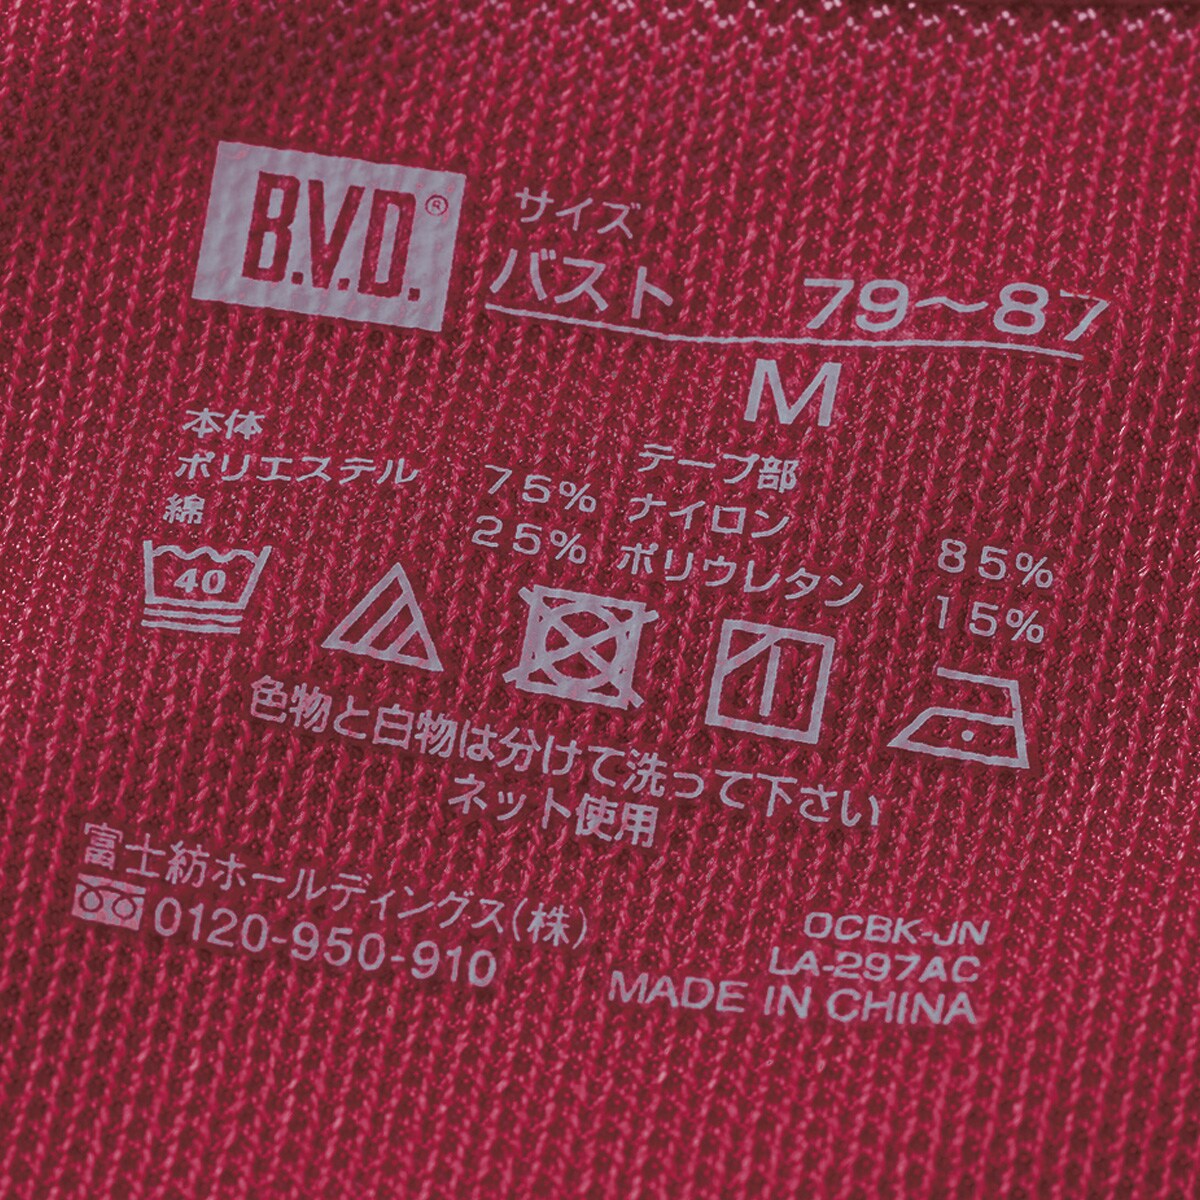 B.V.D.®
サイズ
バスト 79〜87
M
本体
ポリエステル 75%
綿 25%
テープ部
ナイロン 85%
ポリウレタン 15%
40
色物と白物は分けて洗って下さい
ネット使用
富士紡ホールディングス(株)
0120-950-910
OCBK-JN
LA-297AC
MADE IN CHINA